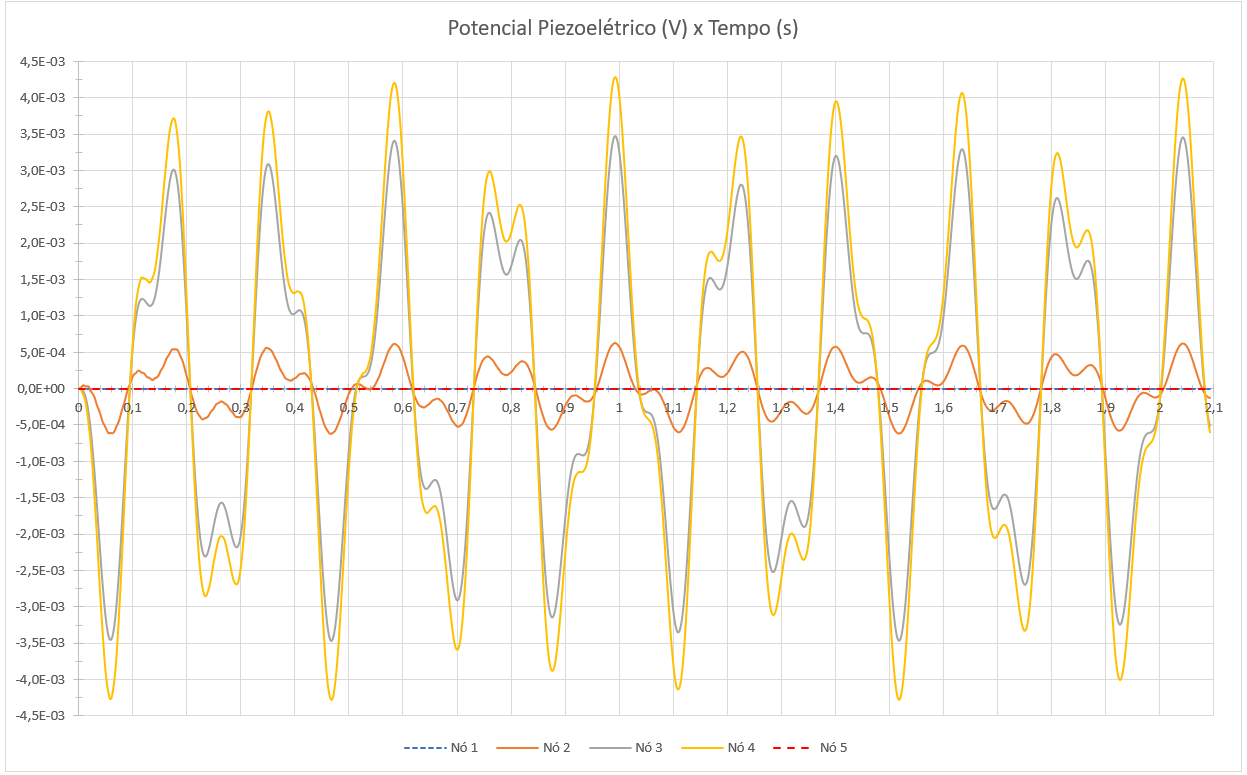 Potencial Piezoelétrico (V) x Tempo (s)
4,5E-03
4,0E-03
3,5E-03
3,0E-03
2,5E-03
2,0E-03
1,5E-03
1,0E-03
5,0E-04
0,0E+00
0 0,1 0,2 0,3 0,4 0,5 0,6 0,7 0,8 0,9 1 1,1 1,2 1,3 1,4 1,5 1,6 1,7 1,8 1,9 2 2,1
-5,0E-04
-1,0E-03
-1,5E-03
-2,0E-03
-2,5E-03
-3,0E-03
-3,5E-03
-4,0E-03
-4,5E-03
Nó 1 Nó 2 Nó 3 Nó 4 Nó 5